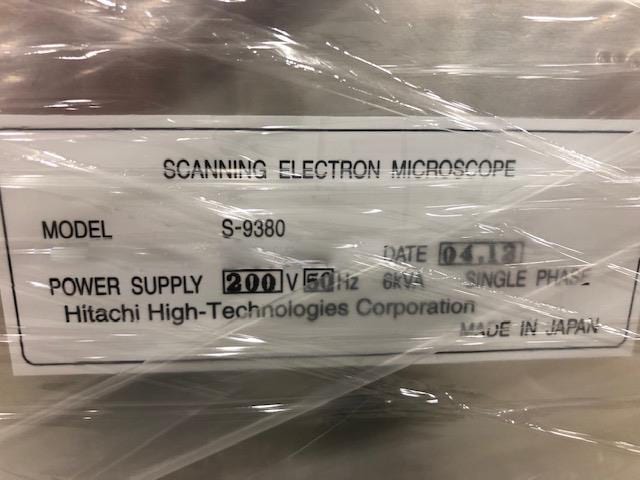 SCANNING ELECTRON MICROSCOPE
MODEL S-9380
DATE 04.12
POWER SUPPLY 200 V 50 Hz 6kVA SINGLE PHASE
Hitachi High-Technologies Corporation
MADE IN JAPAN